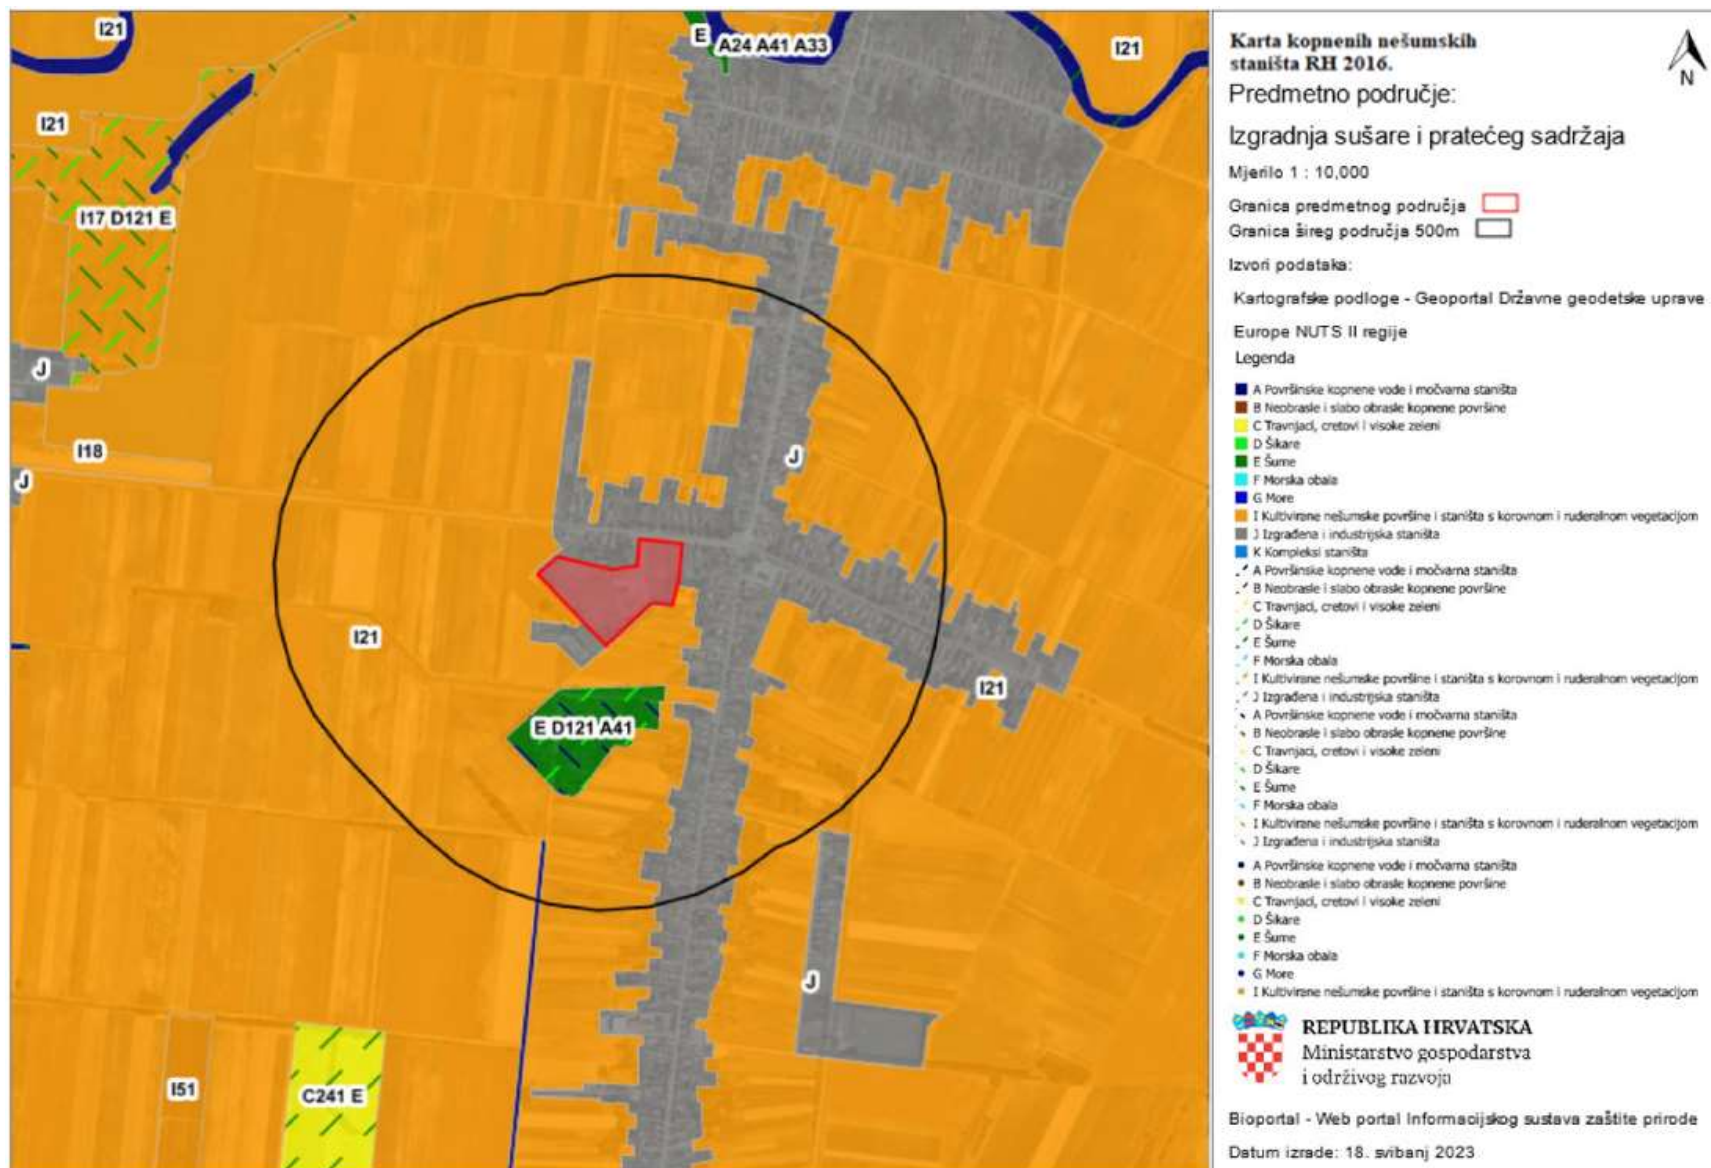 I21
E
A24 A41 A33
I21
I21
I17 D121 E
J
I18
J
J
I21
I21
E D121 A41
J
I51
C241 E
Karta kopnenih nešumskih
staništa RH 2016.
N
Predmetno područje:
Izgradnja sušare i pratećeg sadržaja
Mjerilo 1 : 10,000
Granica predmetnog područja
Granica šireg područja 500m
Izvori podataka:
Kartografske podloge - Geoportal Državne geodetske uprave
Europe NUTS II regije
Legenda
A Površinske kopnene vode i močvarna staništa
B Neobrasle i slabo obrasle kopnene površine
C Travnjaci, cretovi i visoke zeleni
D Šikare
E Šume
F Morska obala
G More
I Kultivirane nešumske površine i staništa s korovnom i ruderalnom vegetacijom
J Izgrađena i industrijska staništa
K Kompleksi staništa
A Površinske kopnene vode i močvarna staništa
B Neobrasle i slabo obrasle kopnene površine
C Travnjaci, cretovi i visoke zeleni
D Šikare
E Šume
F Morska obala
I Kultivirane nešumske površine i staništa s korovnom i ruderalnom vegetacijom
J Izgrađena i industrijska staništa
A Površinske kopnene vode i močvarna staništa
B Neobrasle i slabo obrasle kopnene površine
C Travnjaci, cretovi i visoke zeleni
D Šikare
E Šume
F Morska obala
I Kultivirane nešumske površine i staništa s korovnom i ruderalnom vegetacijom
J Izgrađena i industrijska staništa
A Površinske kopnene vode i močvarna staništa
B Neobrasle i slabo obrasle kopnene površine
C Travnjaci, cretovi i visoke zeleni
D Šikare
E Šume
F Morska obala
G More
I Kultivirane nešumske površine i staništa s korovnom i ruderalnom vegetacijom
REPUBLIKA HRVATSKA
Ministarstvo gospodarstva
i održivog razvoja
Bioportal - Web portal Informacijskog sustava zaštite prirode
Datum izrade: 18. svibanj 2023